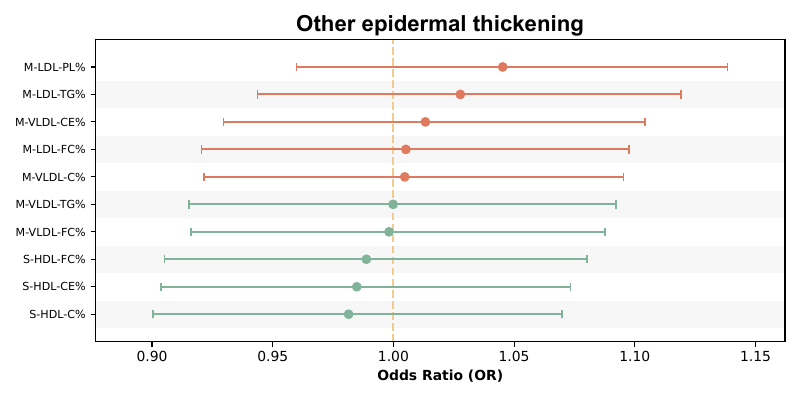 Other epidermal thickening
M-LDL-PL%
M-LDL-TG%
M-VLDL-CE%
M-LDL-FC%
M-VLDL-C%
M-VLDL-TG%
M-VLDL-FC%
S-HDL-FC%
S-HDL-CE%
S-HDL-C%
0.90 0.95 1.00 1.05 1.10 1.15
Odds Ratio (OR)